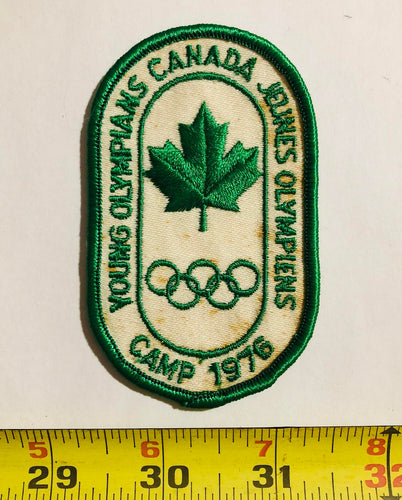 YOUNG OLYMPIANS CANADA JEUNES OLYMPIENS
CAMP 1976
5 6 7 8
29 30 31 32